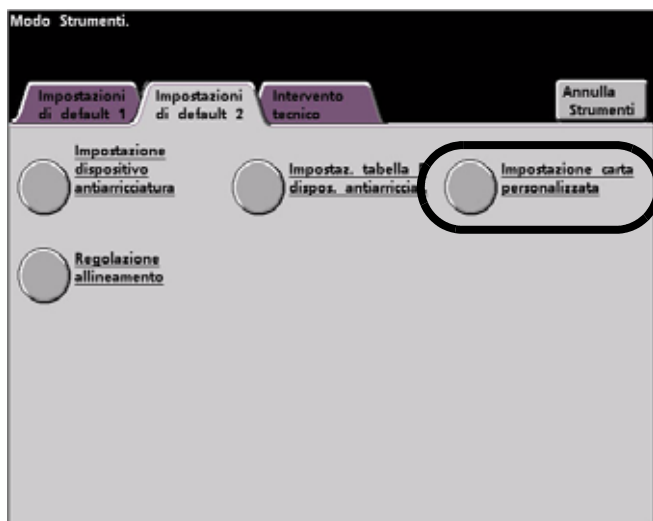 Modo Strumenti.
Impostazioni
di default 1
Impostazioni
di default 2
Intervento
tecnico
Annulla
Strumenti
Impostazione
dispositivo
antiarricciatura
Impostaz. tabella
dispos. antiarriccia
Impostazione carta
personalizzata
Regolazione
allineamento